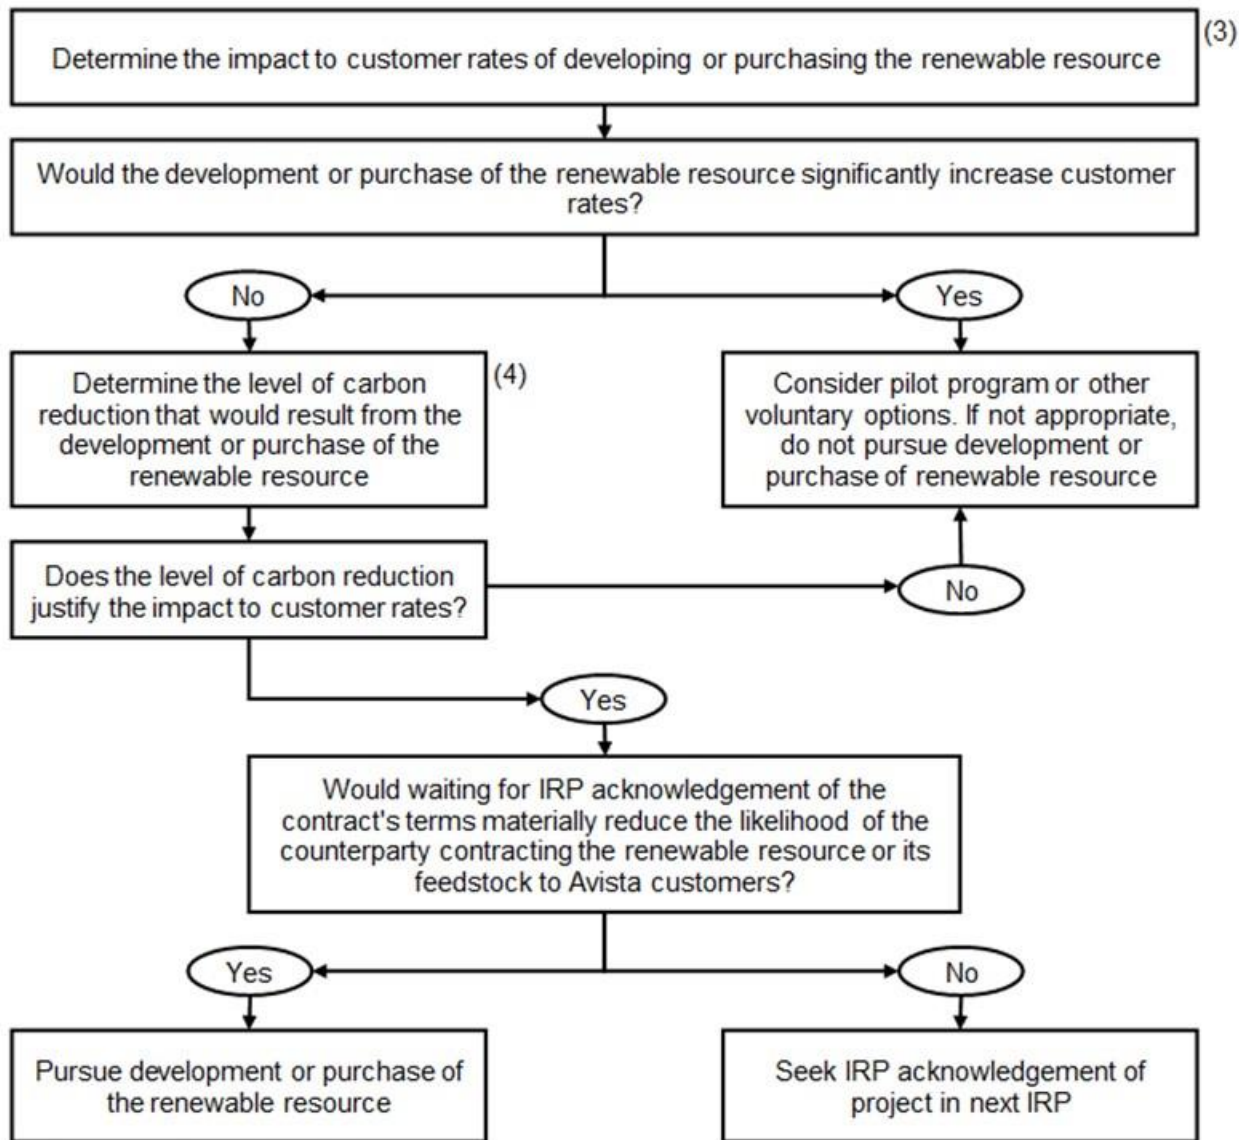 Determine the impact to customer rates of developing or purchasing the renewable resource
(3)
Would the development or purchase of the renewable resource significantly increase customer
rates?
No
Yes
Determine the level of carbon
reduction that would result from the
development or purchase of the
renewable resource
(4)
Consider pilot program or other
voluntary options. If not appropriate,
do not pursue development or
purchase of renewable resource
Does the level of carbon reduction
justify the impact to customer rates?
No
Yes
Would waiting for IRP acknowledgement of the
contract's terms materially reduce the likelihood of the
counterparty contracting the renewable resource or its
feedstock to Avista customers?
Yes
No
Pursue development or purchase of
the renewable resource
Seek IRP acknowledgement of
project in next IRP